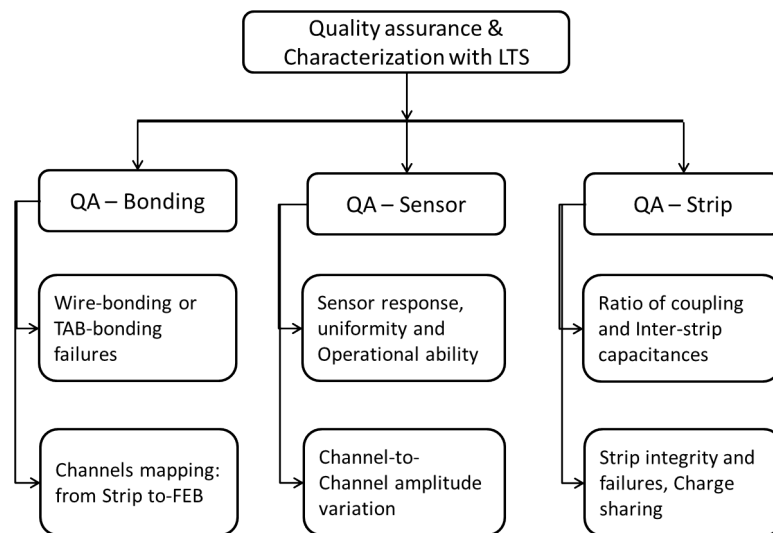 Quality assurance &
Characterization with LTS
QA – Bonding
Wire-bonding or
TAB-bonding
failures
Channels mapping:
from Strip to-FEB
QA – Sensor
Sensor response,
uniformity and
Operational ability
Channel-to-
Channel amplitude
variation
QA – Strip
Ratio of coupling
and Inter-strip
capacitances
Strip integrity and
failures, Charge
sharing